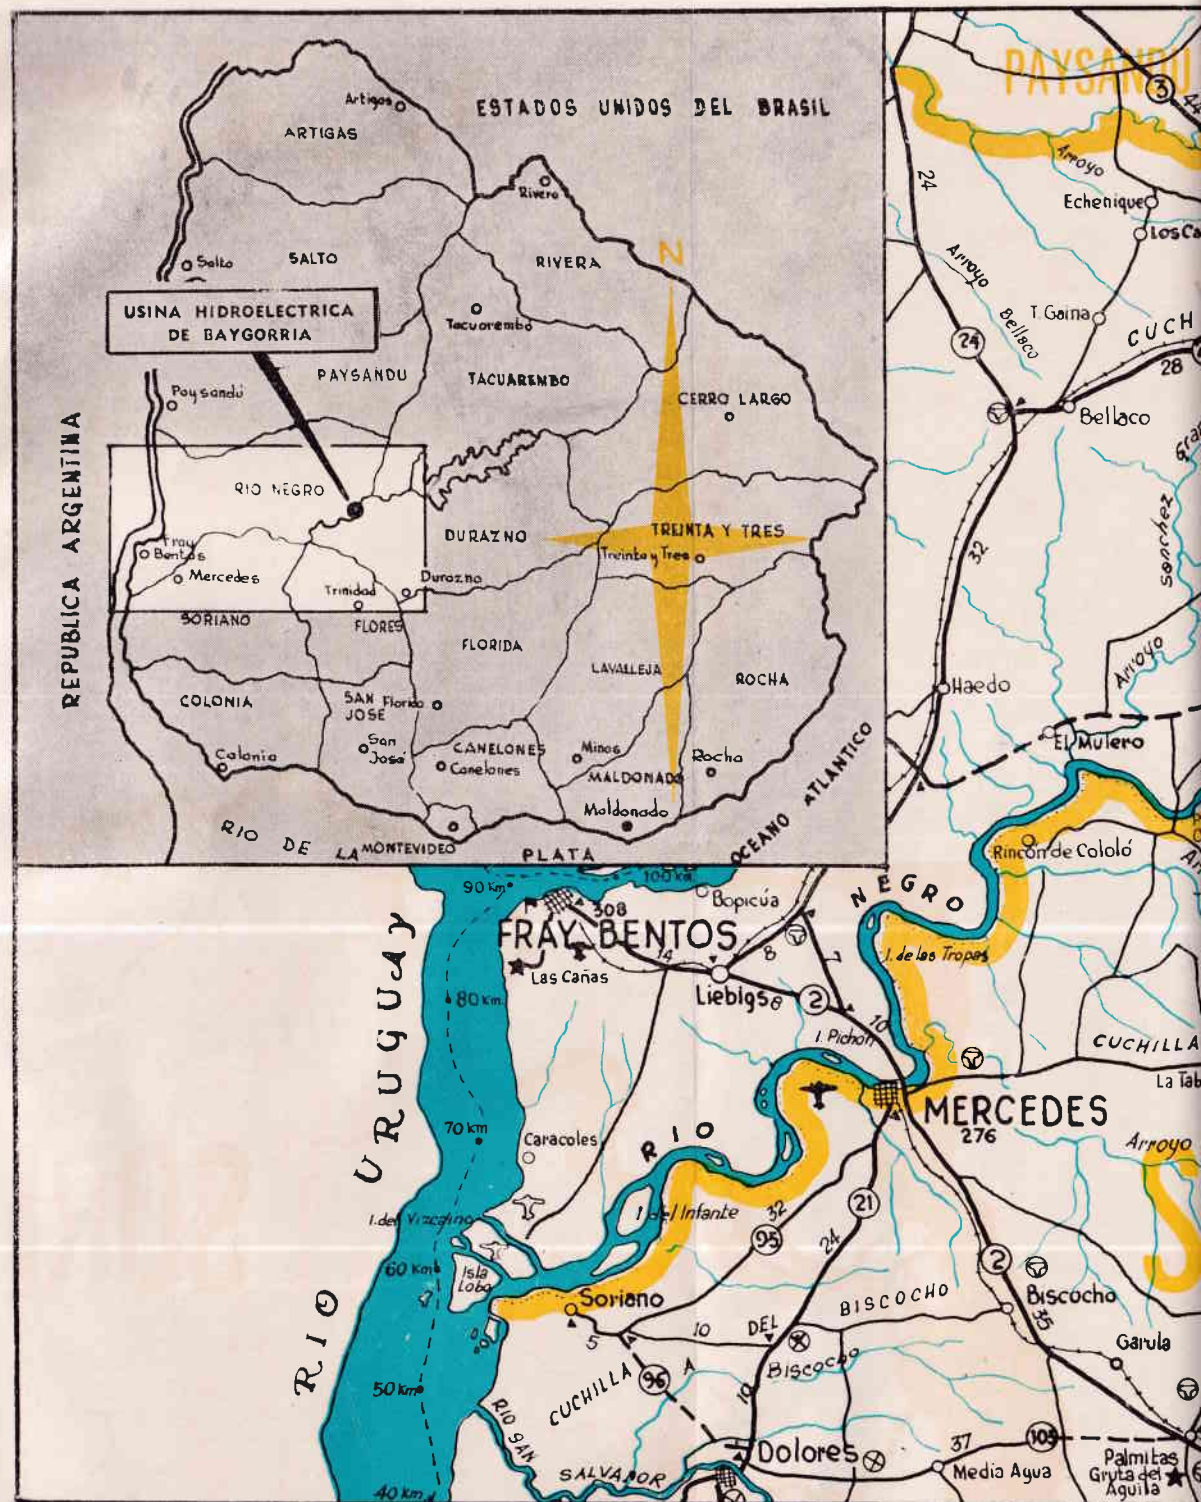 ESTADOS UNIDOS DEL BRASIL
Artigas
ARTIGAS
Rivera
Salto
SALTO
RIVERA
N
USINA HIDROELECTRICA
DE BAYGORRIA
Tacuarembó
PAYSANDU
TACUAREMBO
Paysandú
CERRO LARGO
REPUBLICA ARGENTINA
RIO NEGRO
DURAZNO
TREINTA Y TRES
Treinta y Tres
Fray
Bentos
Mercedes
Trinidad
Durazno
SORIANO
FLORES
FLORIDA
LAVALLEJA
ROCHA
COLONIA
SAN
JOSÉ
Florida
San
José
CANELONES
Canelones
Minas
MALDONADO
Rocha
Colonia
Maldonado
RIO DE LA PLATA
MONTEVIDEO
OCEANO ATLANTICO
PAYSANDU
3
44
24
Arroyo
Echenique
Los Ca
Arroyo
Bellaco
T. Gaina
CUCH
24
28
Bellaco
32
Sanchez
Arroyo
Haedo
El Mulero
Rincón de Cololó
NEGRO
I. de las Tropas
90 km
100 km
308
Bopicúa
FRAY BENTOS
14
8
7
Las Cañas
Liebigs
2
10
80 km
I. Pichón
CUCHILLA
La Tab
MERCEDES
276
RIO URUGUAY
70 km
Caracoles
RIO
Arroyo
I. del Vizcaino
I. del Infante
32
95
21
24
60 km
Isla
Lobo
Soriano
2
Biscocho
BISCOCHO
35
5
10
DEL
Biscocho
Garula
50 km
CUCHILLA
A
96
10
RIO SAN
SALVADOR
Dolores
37
105
Media Agua
Palmitas
Gruta del
Aguila
40 km
S